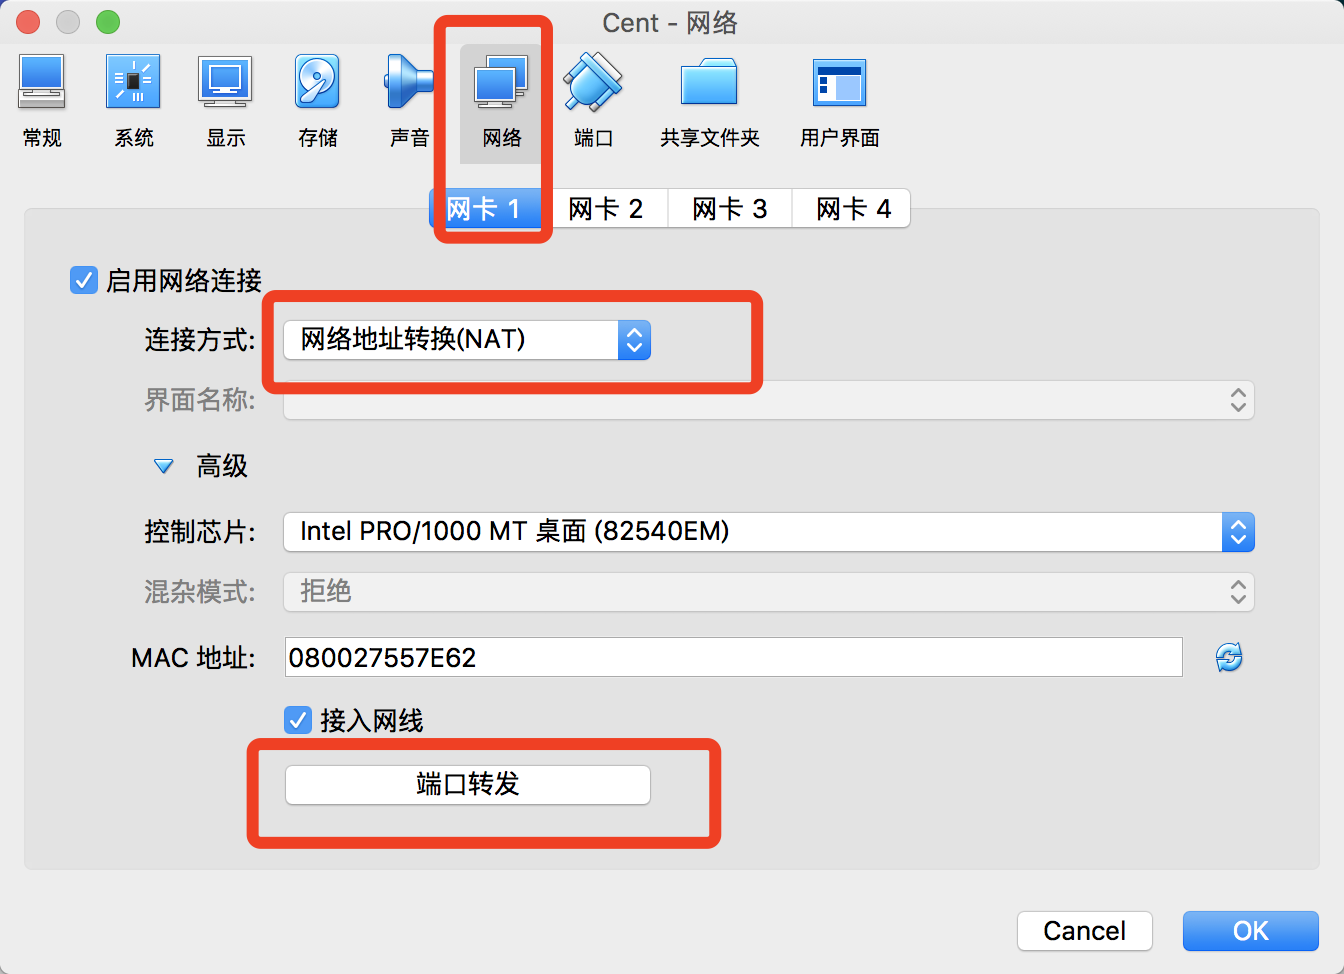 Cent - 网络
常规 系统 显示 存储 声音 网络 端口 共享文件夹 用户界面
网卡 1 网卡 2 网卡 3 网卡 4
启用网络连接
连接方式: 网络地址转换(NAT)
界面名称:
高级
控制芯片: Intel PRO/1000 MT 桌面 (82540EM)
混杂模式: 拒绝
MAC 地址: 080027557E62
接入网线
端口转发
Cancel OK